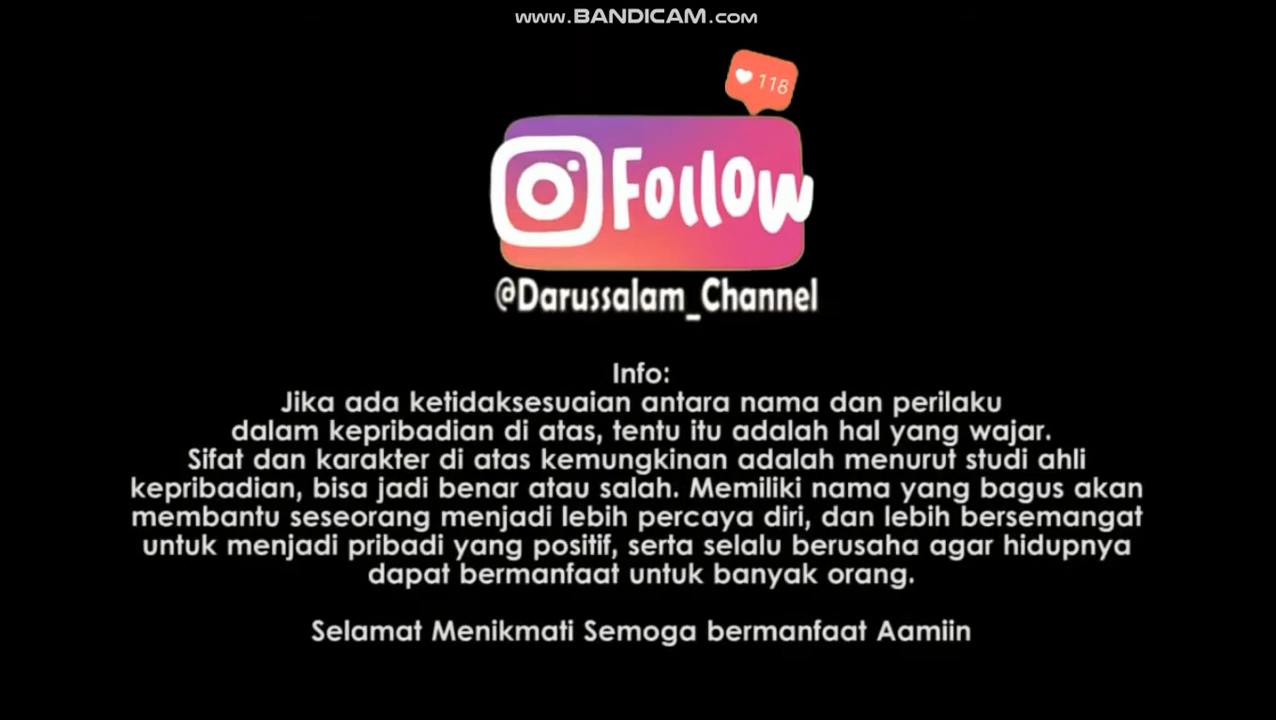 www.BANDICAM.com
118
Follow
@Darussalam_Channel
Info:
Jika ada ketidaksesuaian antara nama dan perilaku
dalam kepribadian di atas, tentu itu adalah hal yang wajar.
Sifat dan karakter di atas kemungkinan adalah menurut studi ahli
kepribadian, bisa jadi benar atau salah. Memiliki nama yang bagus akan
membantu seseorang menjadi lebih percaya diri, dan lebih bersemangat
untuk menjadi pribadi yang positif, serta selalu berusaha agar hidupnya
dapat bermanfaat untuk banyak orang.
Selamat Menikmati Semoga bermanfaat Aamiin